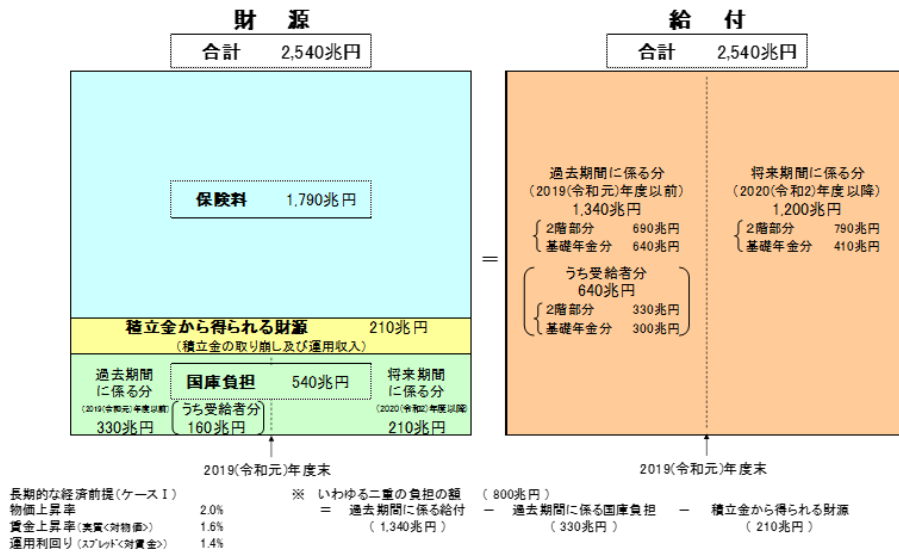 財 源
合計 2,540兆円
保険料 1,790兆円
積立金から得られる財源 210兆円
(積立金の取り崩し及び運用収入)
国庫負担 540兆円
過去期間
に係る分
(2019(令和元)年度以前)
330兆円
うち受給者分
160兆円
将来期間
に係る分
(2020(令和2)年度以降)
210兆円
2019(令和元)年度末
=
給 付
合計 2,540兆円
過去期間に係る分
(2019(令和元)年度以前)
1,340兆円
2階部分 690兆円
基礎年金分 640兆円
うち受給者分
640兆円
2階部分 330兆円
基礎年金分 300兆円
将来期間に係る分
(2020(令和2)年度以降)
1,200兆円
2階部分 790兆円
基礎年金分 410兆円
2019(令和元)年度末
長期的な経済前提(ケースⅠ)
物価上昇率 2.0%
賃金上昇率(実質<対物価>) 1.6%
運用利回り(スプレッド<対賃金>) 1.4%
※ いわゆる二重の負担の額 (800兆円)
= 過去期間に係る給付 - 過去期間に係る国庫負担 - 積立金から得られる財源
(1,340兆円) (330兆円) (210兆円)